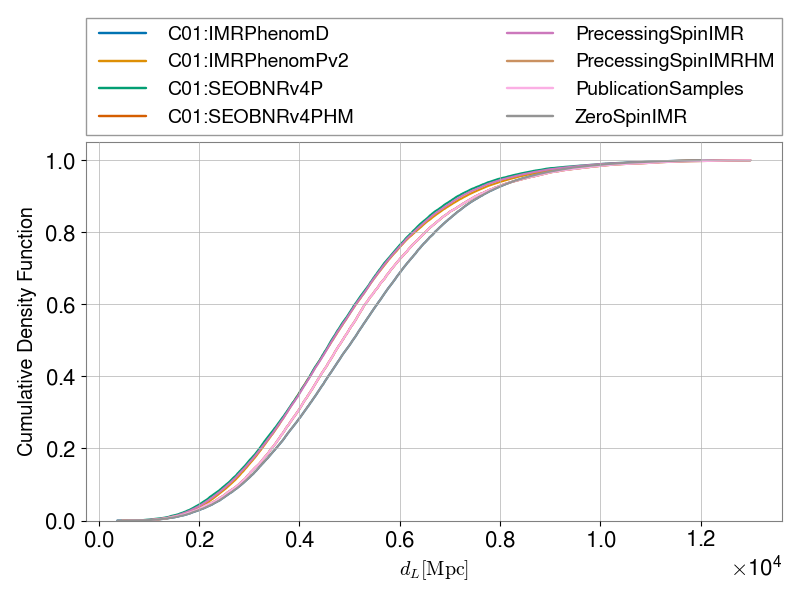 C01:IMRPhenomD
C01:IMRPhenomPv2
C01:SEOBNRv4P
C01:SEOBNRv4PHM
PrecessingSpinIMR
PrecessingSpinIMRHM
PublicationSamples
ZeroSpinIMR
Cumulative Density Function
1.0
0.8
0.6
0.4
0.2
0.0
0.0 0.2 0.4 0.6 0.8 1.0 1.2
×10⁴
d_L[Mpc]